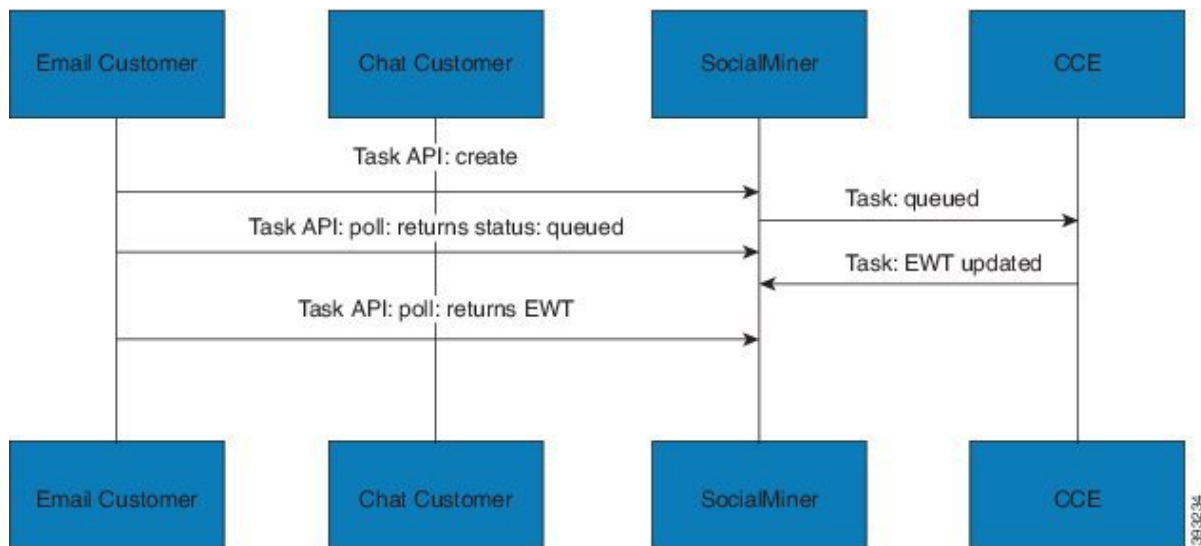 Email Customer
Chat Customer
SocialMiner
CCE
Task API: create
Task: queued
Task API: poll: returns status: queued
Task: EWT updated
Task API: poll: returns EWT
Email Customer
Chat Customer
SocialMiner
CCE
393234